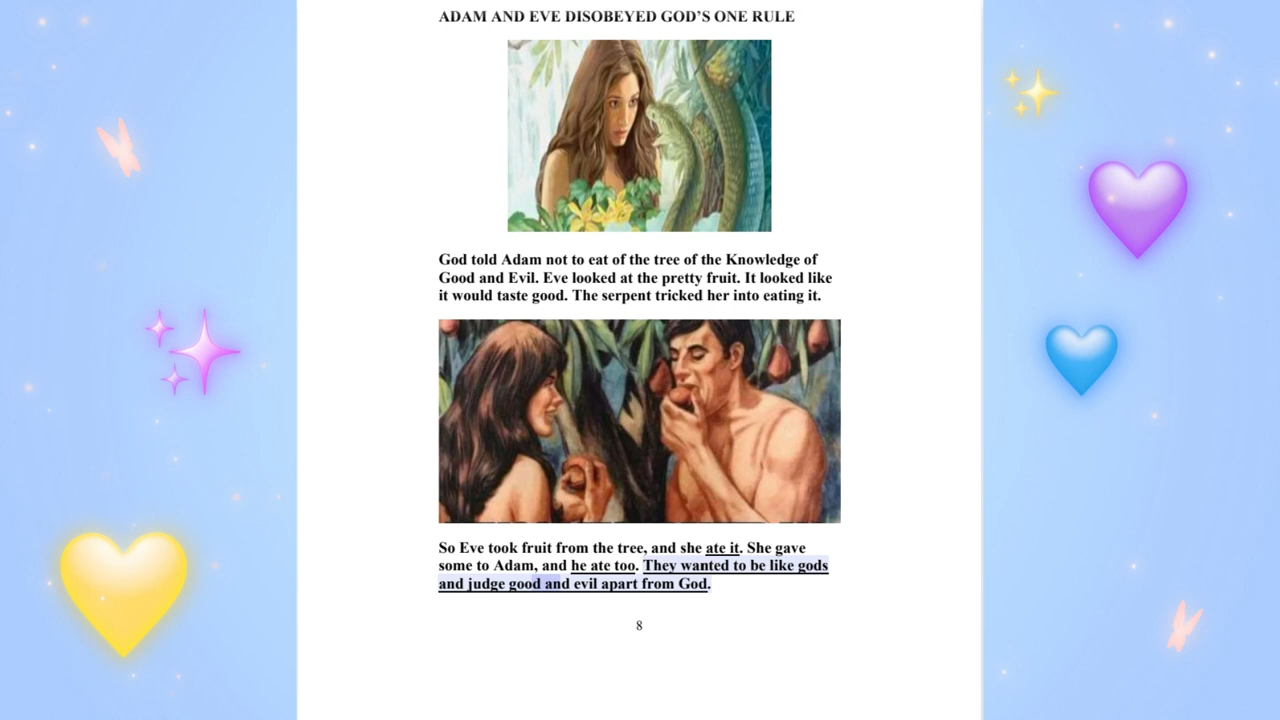 ADAM AND EVE DISOBEYED GOD'S ONE RULE
God told Adam not to eat of the tree of the Knowledge of
Good and Evil. Eve looked at the pretty fruit. It looked like
it would taste good. The serpent tricked her into eating it.
So Eve took fruit from the tree, and she ate it. She gave
some to Adam, and he ate too. They wanted to be like gods
and judge good and evil apart from God.
8